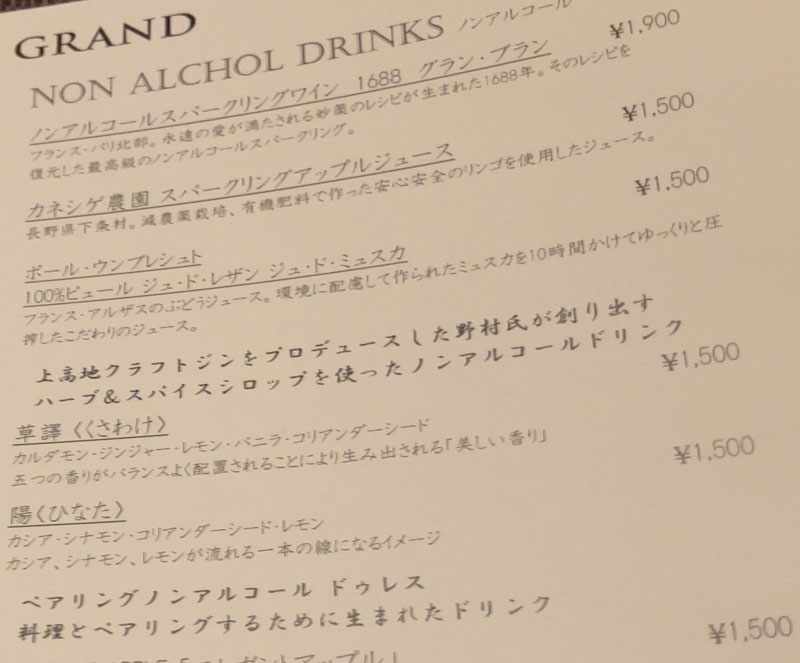 GRAND
NON ALCHOL DRINKS ノンアルコール
ノンアルコールスパークリングワイン 1688 グラン・ブラン ¥1,900
フランス・パリ北部。永遠の愛が満たされる妙薬のレシピが生まれた1688年。そのレシピを
復元した最高級のノンアルコールスパークリング。
カネシゲ農園 スパークリングアップルジュース ¥1,500
長野県下条村。減農薬栽培、有機肥料で作った安心安全のリンゴを使用したジュース。
ポール・ウンブレシュト ¥1,500
100%ピュール ジュ・ド・レザン ジュ・ド・ミュスカ
フランス・アルザスのぶどうジュース。環境に配慮して作られたミュスカを10時間かけてゆっくりと圧
搾したこだわりのジュース。
上高地クラフトジンをプロデュースした野村氏が創り出す
ハーブ&スパイスシロップを使ったノンアルコールドリンク
草譯〈くさわけ〉 ¥1,500
カルダモン・ジンジャー・レモン・バニラ・コリアンダーシード
五つの香りがバランスよく配置されることにより生み出される「美しい香り」
陽〈ひなた〉 ¥1,500
カシア・シナモン・コリアンダーシード・レモン
カシア、シナモン、レモンが流れる一本の線になるイメージ
ペアリングノンアルコール ドゥレス
料理とペアリングするために生まれたドリンク
¥1,500